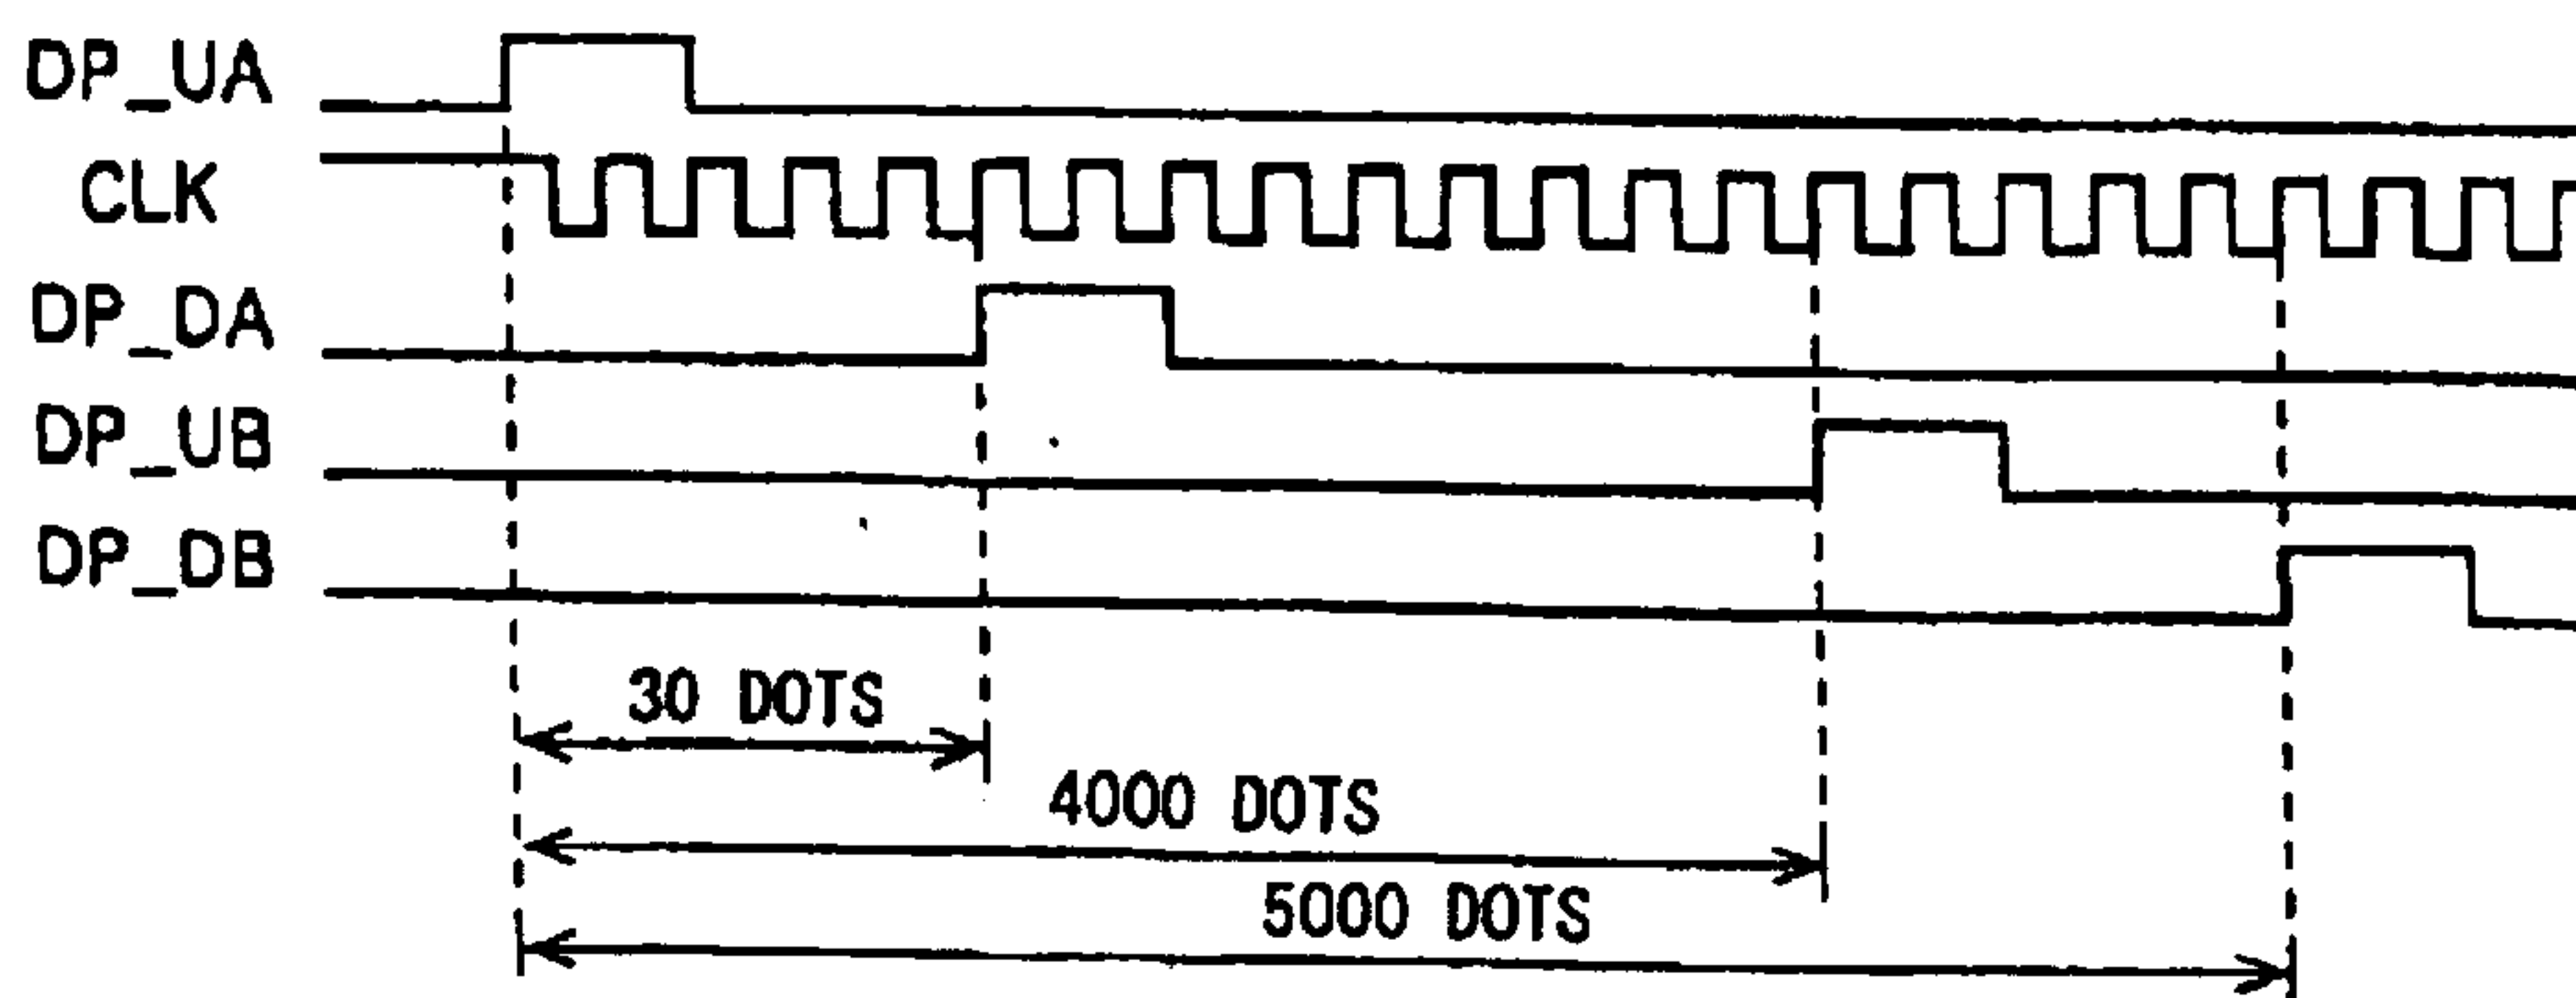 DP_UA
CLK
DP_DA
DP_UB
DP_DB
30 DOTS
4000 DOTS
5000 DOTS